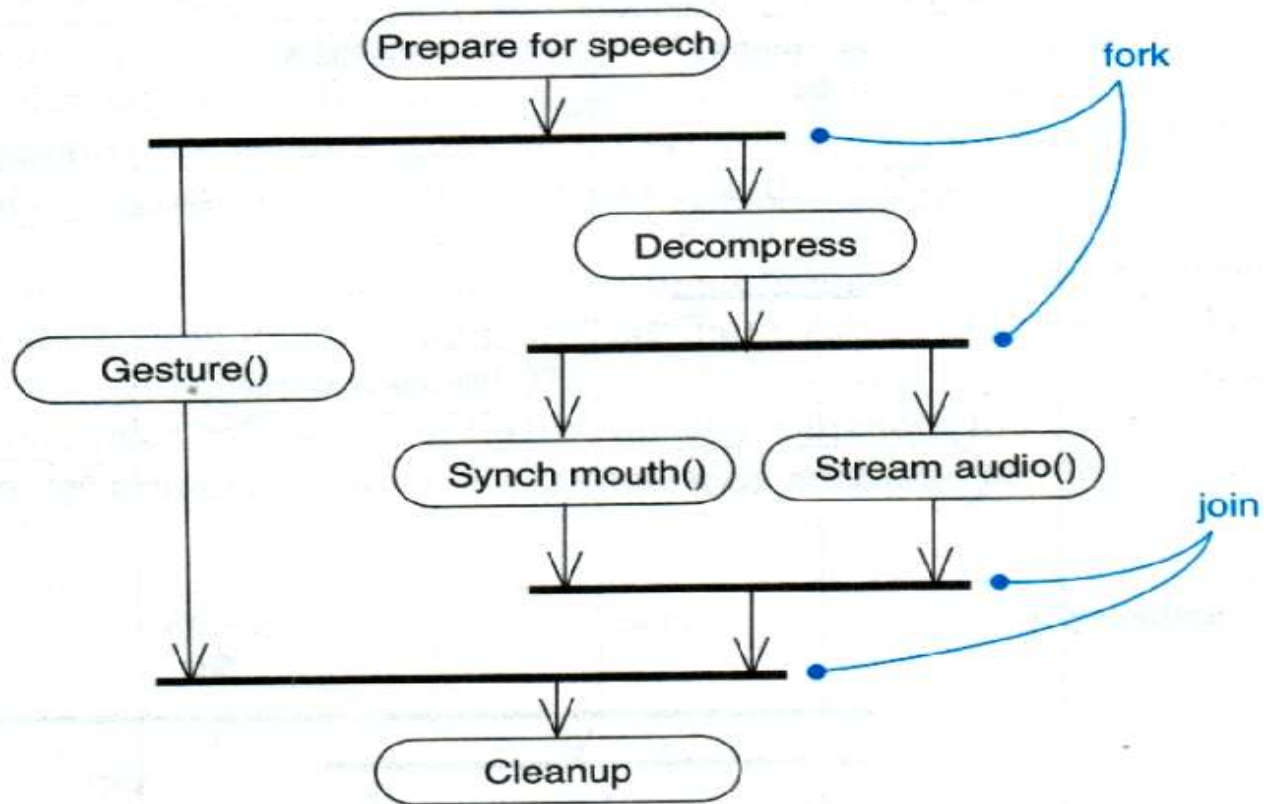 Prepare for speech
fork
Decompress
Gesture()
Synch mouth()
Stream audio()
join
Cleanup